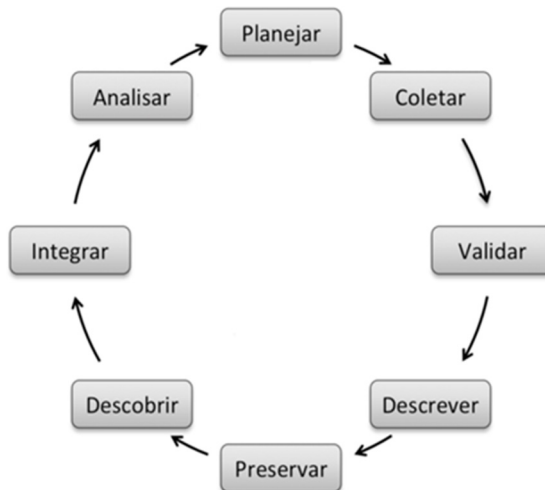 Planejar
Coletar
Validar
Descrever
Preservar
Descobrir
Integrar
Analisar